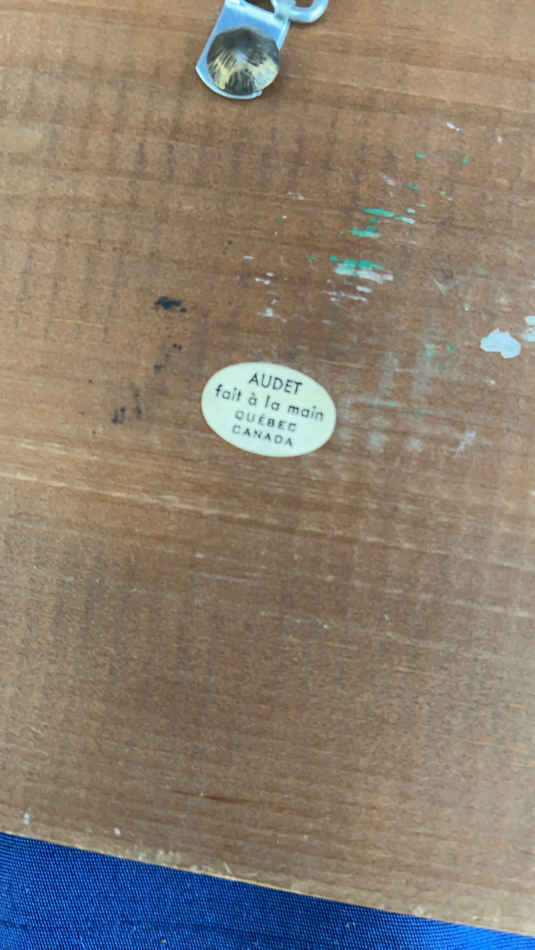 AUDET
fait à la main
QUÉBEC
CANADA